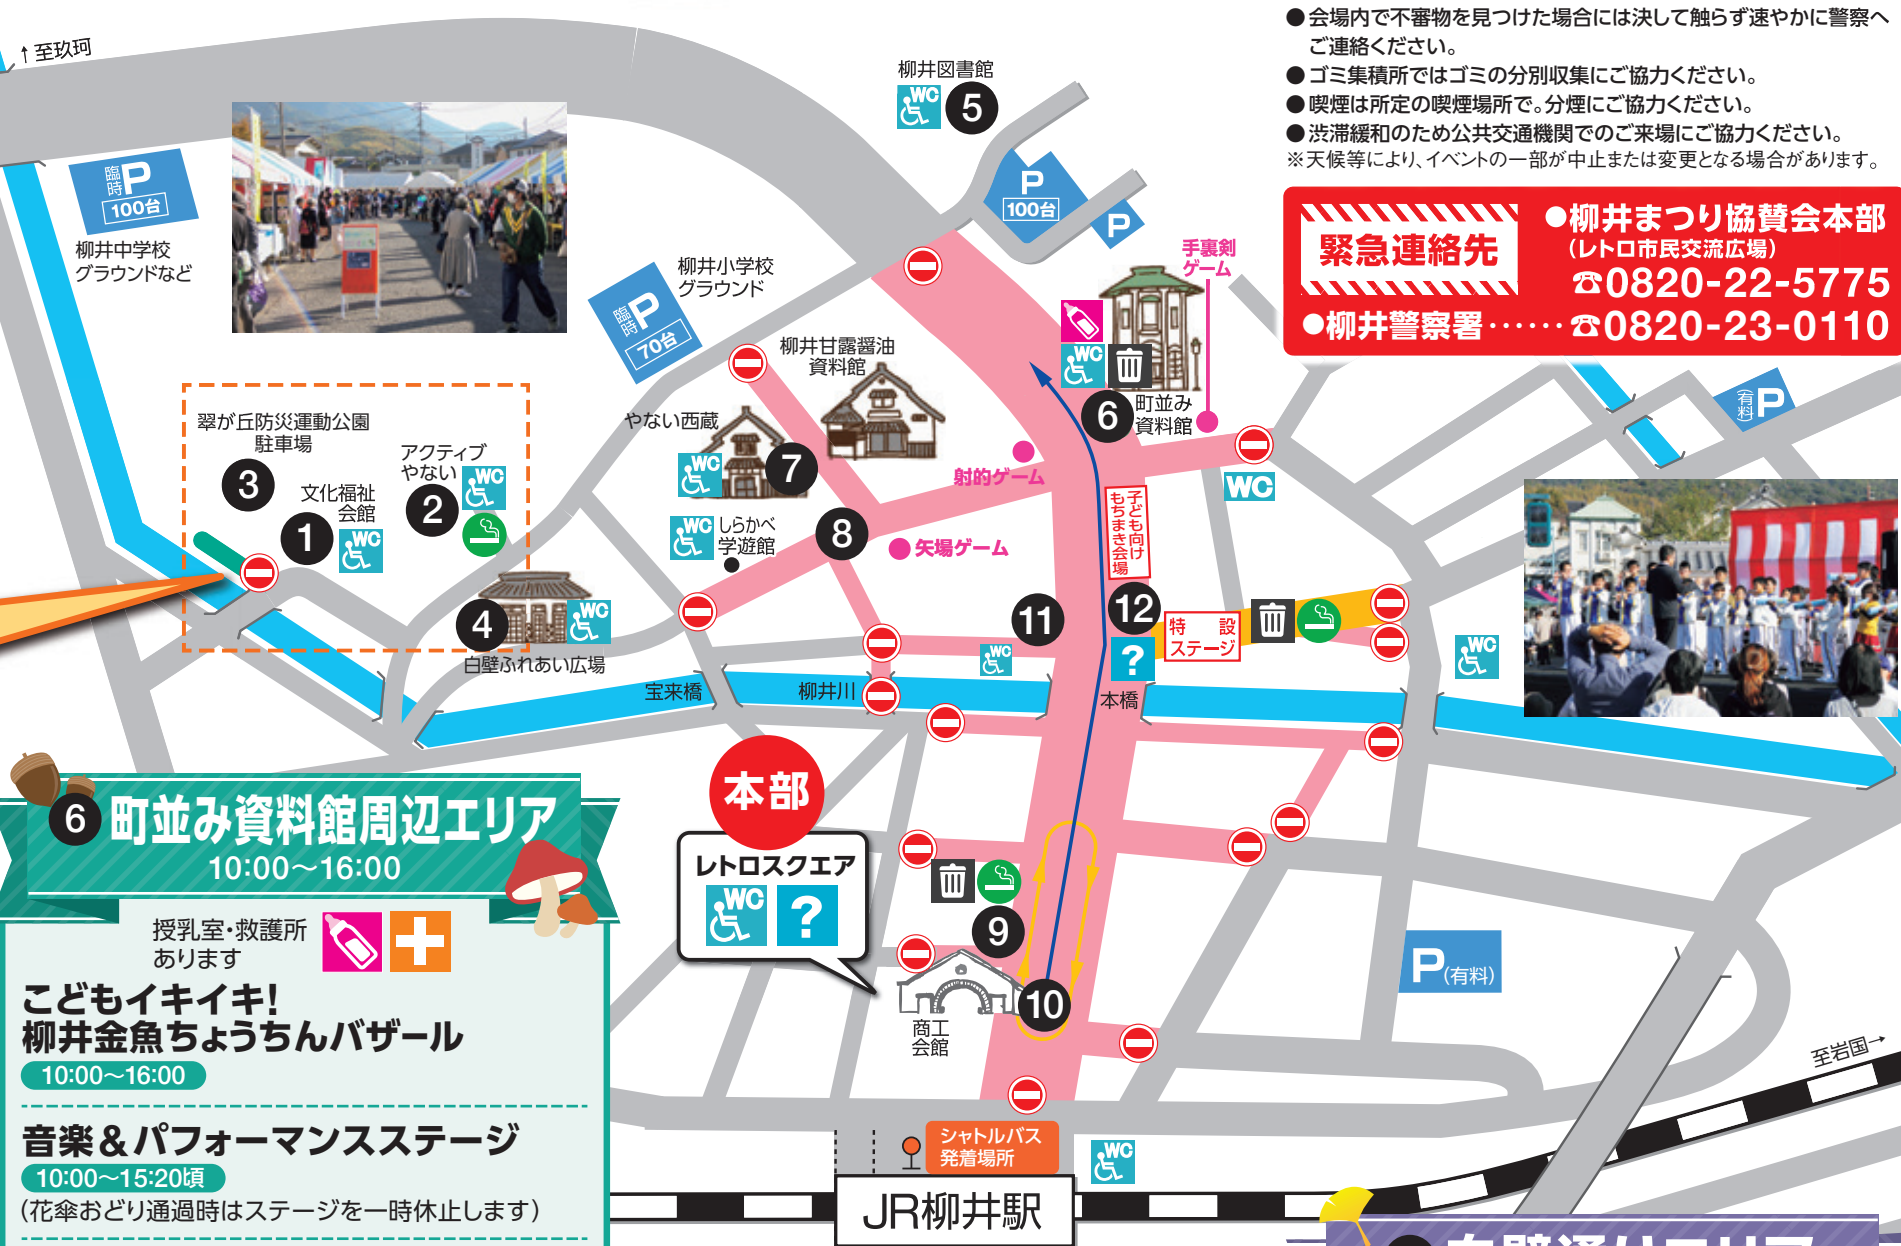 ●会場内で不審物を見つけた場合には決して触らず速やかに警察へ
ご連絡ください。
●ゴミ集積所ではゴミの分別収集にご協力ください。
●喫煙は所定の喫煙場所で。分煙にご協力ください。
●渋滞緩和のため公共交通機関でのご来場にご協力ください。
※天候等により、イベントの一部が中止または変更となる場合があります。
緊急連絡先
●柳井まつり協賛会本部
(レトロ市民交流広場)
☎0820-22-5775
●柳井警察署……☎0820-23-0110
↑至玖珂
臨時P
100台
柳井中学校
グラウンドなど
柳井図書館
WC
5
P
100台
P
柳井小学校
グラウンド
臨時P
70台
手裏剣
ゲーム
WC
6
町並み
資料館
柳井甘露醤油
資料館
やない西蔵
WC
7
射的ゲーム
WC
(有料)P
翠が丘防災運動公園
駐車場
3
アクティブ
やない
WC
2
文化福祉
会館
1
WC
WC
しらかべ
学遊館
8
矢場ゲーム
子ども向け
もちまき会場
4
WC
白壁ふれあい広場
11
12
特設
ステージ
WC
?
WC
宝来橋
柳井川
本橋
本部
レトロスクエア
WC
?
9
10
商工
会館
P(有料)
至岩国→
シャトルバス
発着場所
WC
JR柳井駅
6 町並み資料館周辺エリア
10:00～16:00
授乳室・救護所
あります
こどもイキイキ!
柳井金魚ちょうちんバザール
10:00～16:00
音楽&パフォーマンスステージ
10:00～15:20頃
(花傘おどり通過時はステージを一時休止します)
白壁通りエリア